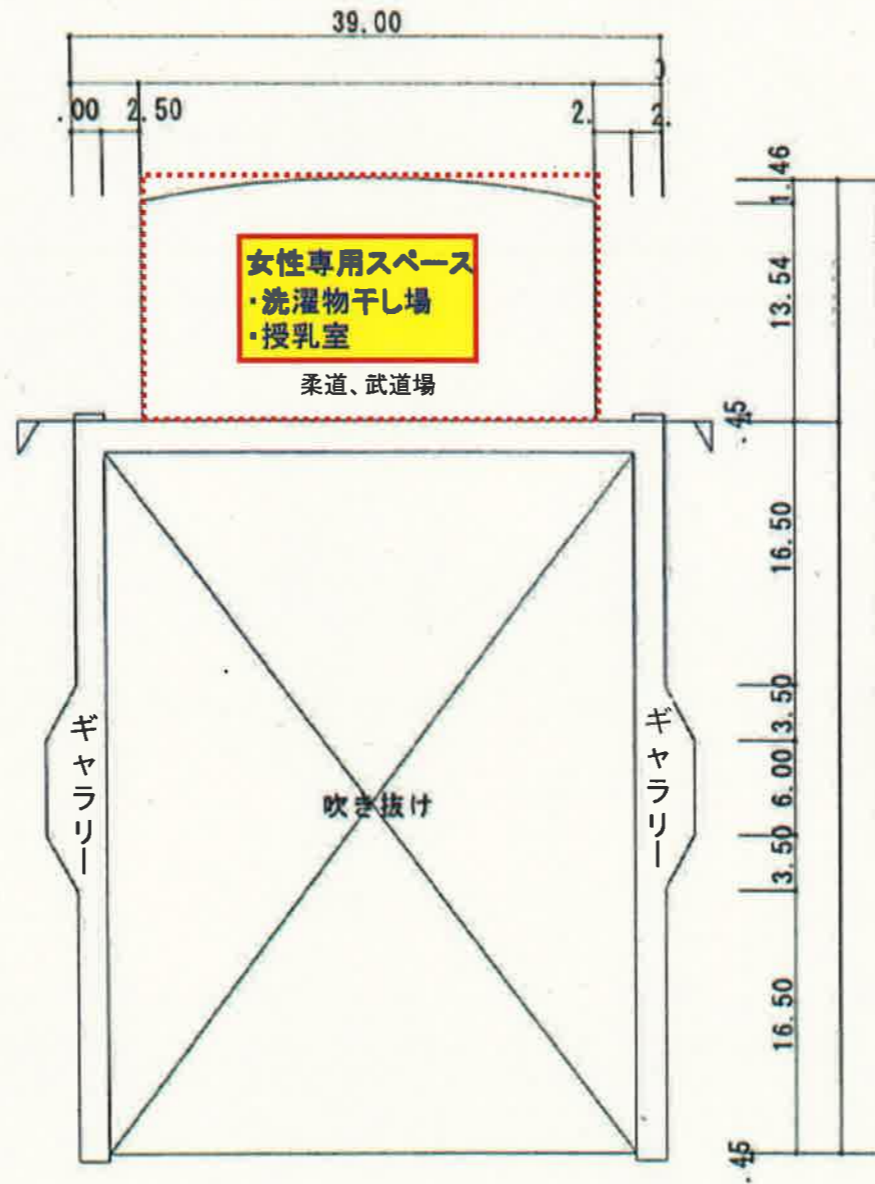 39.00
.00 2.50 2. 2.
1.46
女性専用スペース
・洗濯物干し場
・授乳室
13.54
柔道、武道場
.45
16.50
3.50
ギャラリー
ギャラリー
6.00
吹き抜け
3.50
16.50
.45